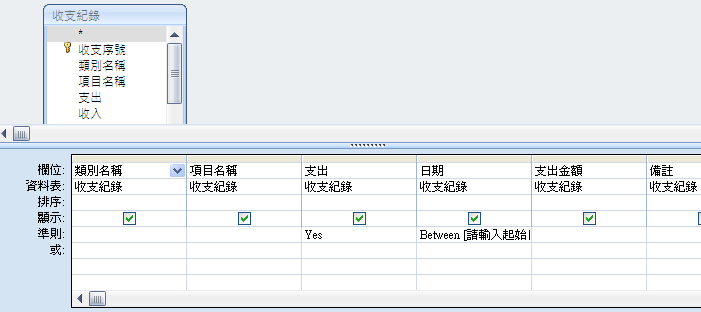 收支紀錄
*
收支序號
類別名稱
項目名稱
支出
收入
欄位: 類別名稱 項目名稱 支出 日期 支出金額 備註
資料表: 收支紀錄 收支紀錄 收支紀錄 收支紀錄 收支紀錄 收支紀錄
排序:
顯示:
準則: Yes Between [請輸入起始
或: